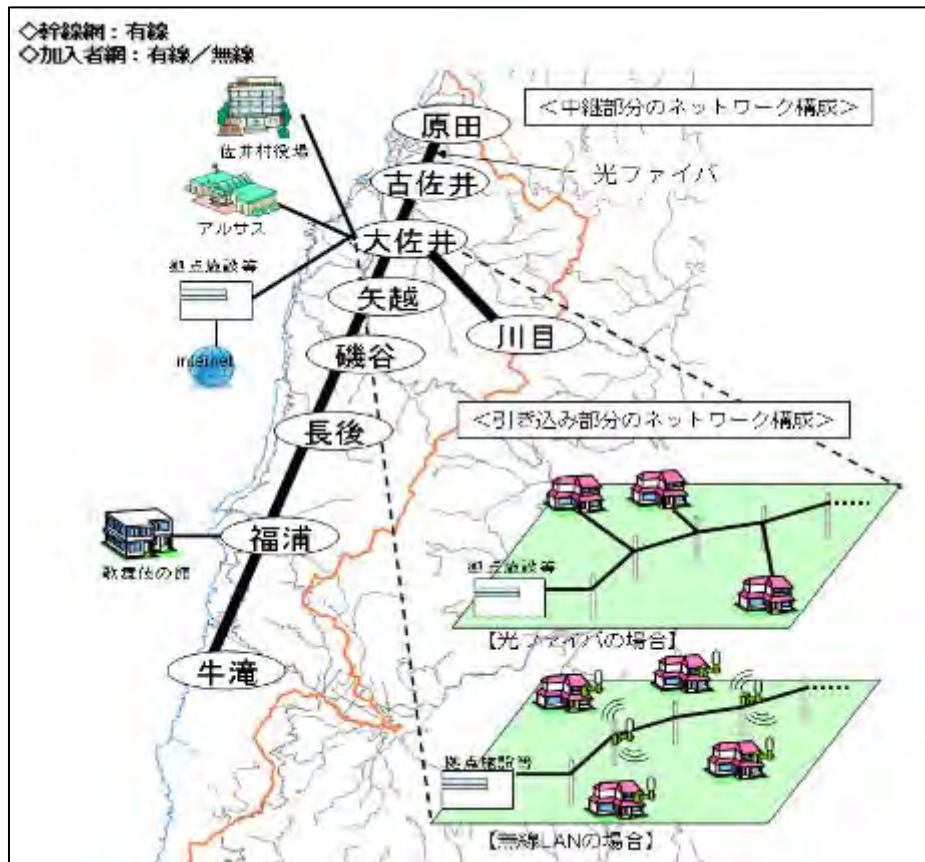 ◇幹線網：有線
◇加入者網：有線／無線
<中継部分のネットワーク構成>
原田
光ファイバ
佐井村役場
古佐井
アルサス
大佐井
拠点施設等
矢越
川目
internet
磯谷
<引き込み部分のネットワーク構成>
長後
福浦
歌舞伎の館
拠点施設等
【光ファイバの場合】
牛滝
拠点施設等
【無線LANの場合】